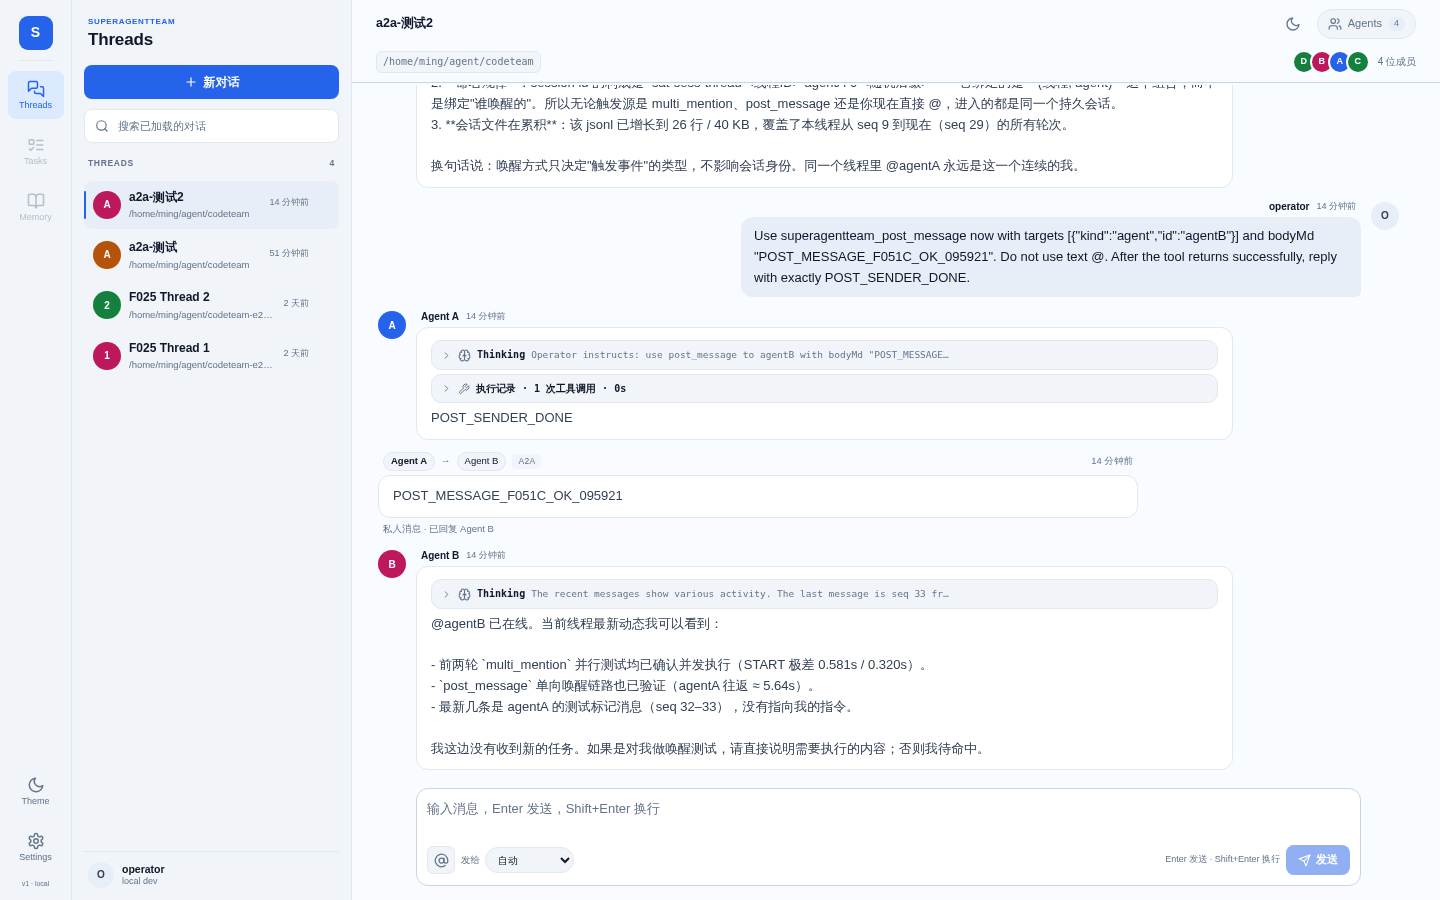 S
Threads
Tasks
Memory
Theme
Settings
v1 · local
SUPERAGENTTEAM
Threads
新对话
搜索已加载的对话
THREADS 4
A a2a-测试2 14 分钟前
/home/ming/agent/codeteam
A a2a-测试 51 分钟前
/home/ming/agent/codeteam
2 F025 Thread 2 2 天前
/home/ming/agent/codeteam-e2…
1 F025 Thread 1 2 天前
/home/ming/agent/codeteam-e2…
O operator
local dev
a2a-测试2
Agents 4
/home/ming/agent/codeteam
D B A C 4 位成员
是绑定"谁唤醒的"。所以无论触发源是 multi_mention、post_message 还是你现在直接 @，进入的都是同一个持久会话。
3. **会话文件在累积**：该 jsonl 已增长到 26 行 / 40 KB，覆盖了本线程从 seq 9 到现在（seq 29）的所有轮次。
换句话说：唤醒方式只决定"触发事件"的类型，不影响会话身份。同一个线程里 @agentA 永远是这一个连续的我。
operator 14 分钟前
O
Use superagentteam_post_message now with targets [{"kind":"agent","id":"agentB"}] and bodyMd
"POST_MESSAGE_F051C_OK_095921". Do not use text @. After the tool returns successfully, reply
with exactly POST_SENDER_DONE.
A
Agent A 14 分钟前
Thinking Operator instructs: use post_message to agentB with bodyMd "POST_MESSAGE…
执行记录 · 1 次工具调用 · 0s
POST_SENDER_DONE
Agent A → Agent B A2A 14 分钟前
POST_MESSAGE_F051C_OK_095921
私人消息 · 已回复 Agent B
B
Agent B 14 分钟前
Thinking The recent messages show various activity. The last message is seq 33 fr…
@agentB 已在线。当前线程最新动态我可以看到：
- 前两轮 `multi_mention` 并行测试均已确认并发执行（START 极差 0.581s / 0.320s）。
- `post_message` 单向唤醒链路也已验证（agentA 往返 ≈ 5.64s）。
- 最新几条是 agentA 的测试标记消息（seq 32–33），没有指向我的指令。
我这边没有收到新的任务。如果是对我做唤醒测试，请直接说明需要执行的内容；否则我待命中。
输入消息，Enter 发送，Shift+Enter 换行
发给 自动
Enter 发送 · Shift+Enter 换行
发送